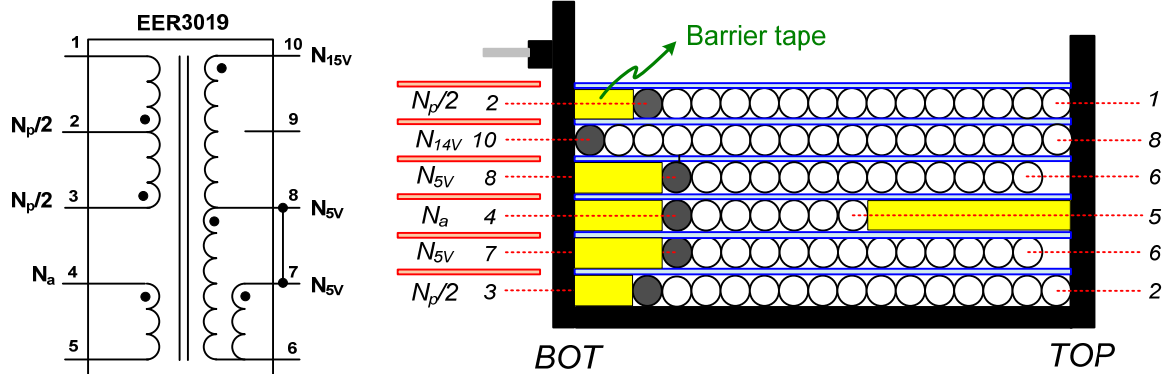 EER3019
1 10 N15V
9
2 Np/2
3 Np/2 8 N5V
4 Na 7 N5V
5 6
Barrier tape
Np/2 2 1
N14V 10 8
N5V 8 6
Na 4 5
N5V 7 6
Np/2 3 2
BOT TOP